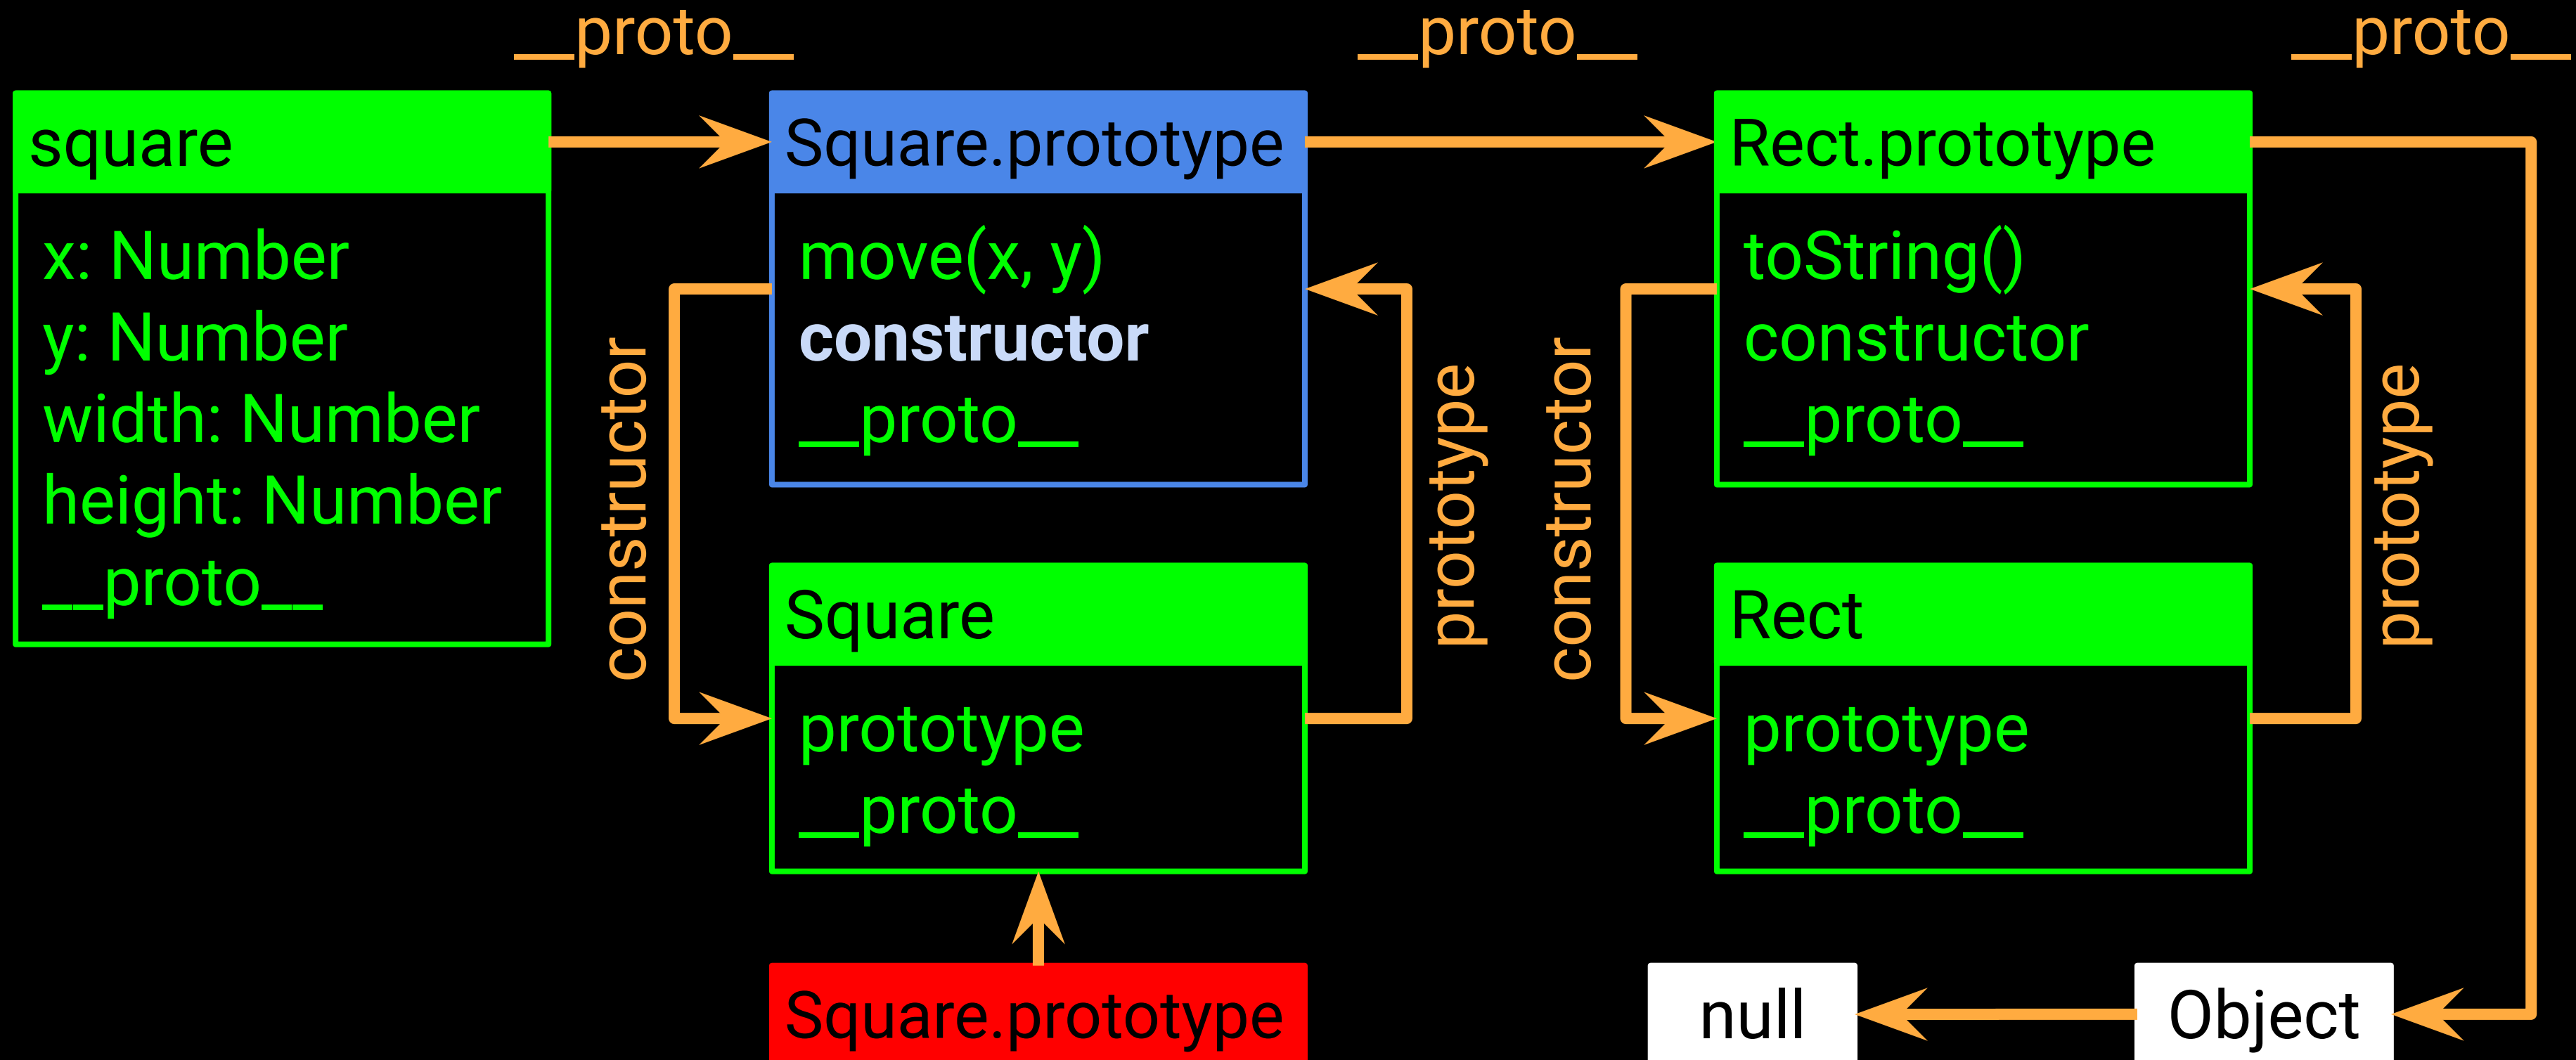 __proto__
__proto__
__proto__
square
x: Number
y: Number
width: Number
height: Number
__proto__
constructor
Square.prototype
move(x, y)
constructor
__proto__
prototype
Square
prototype
__proto__
Square.prototype
constructor
Rect.prototype
toString()
constructor
__proto__
prototype
Rect
prototype
__proto__
null
Object